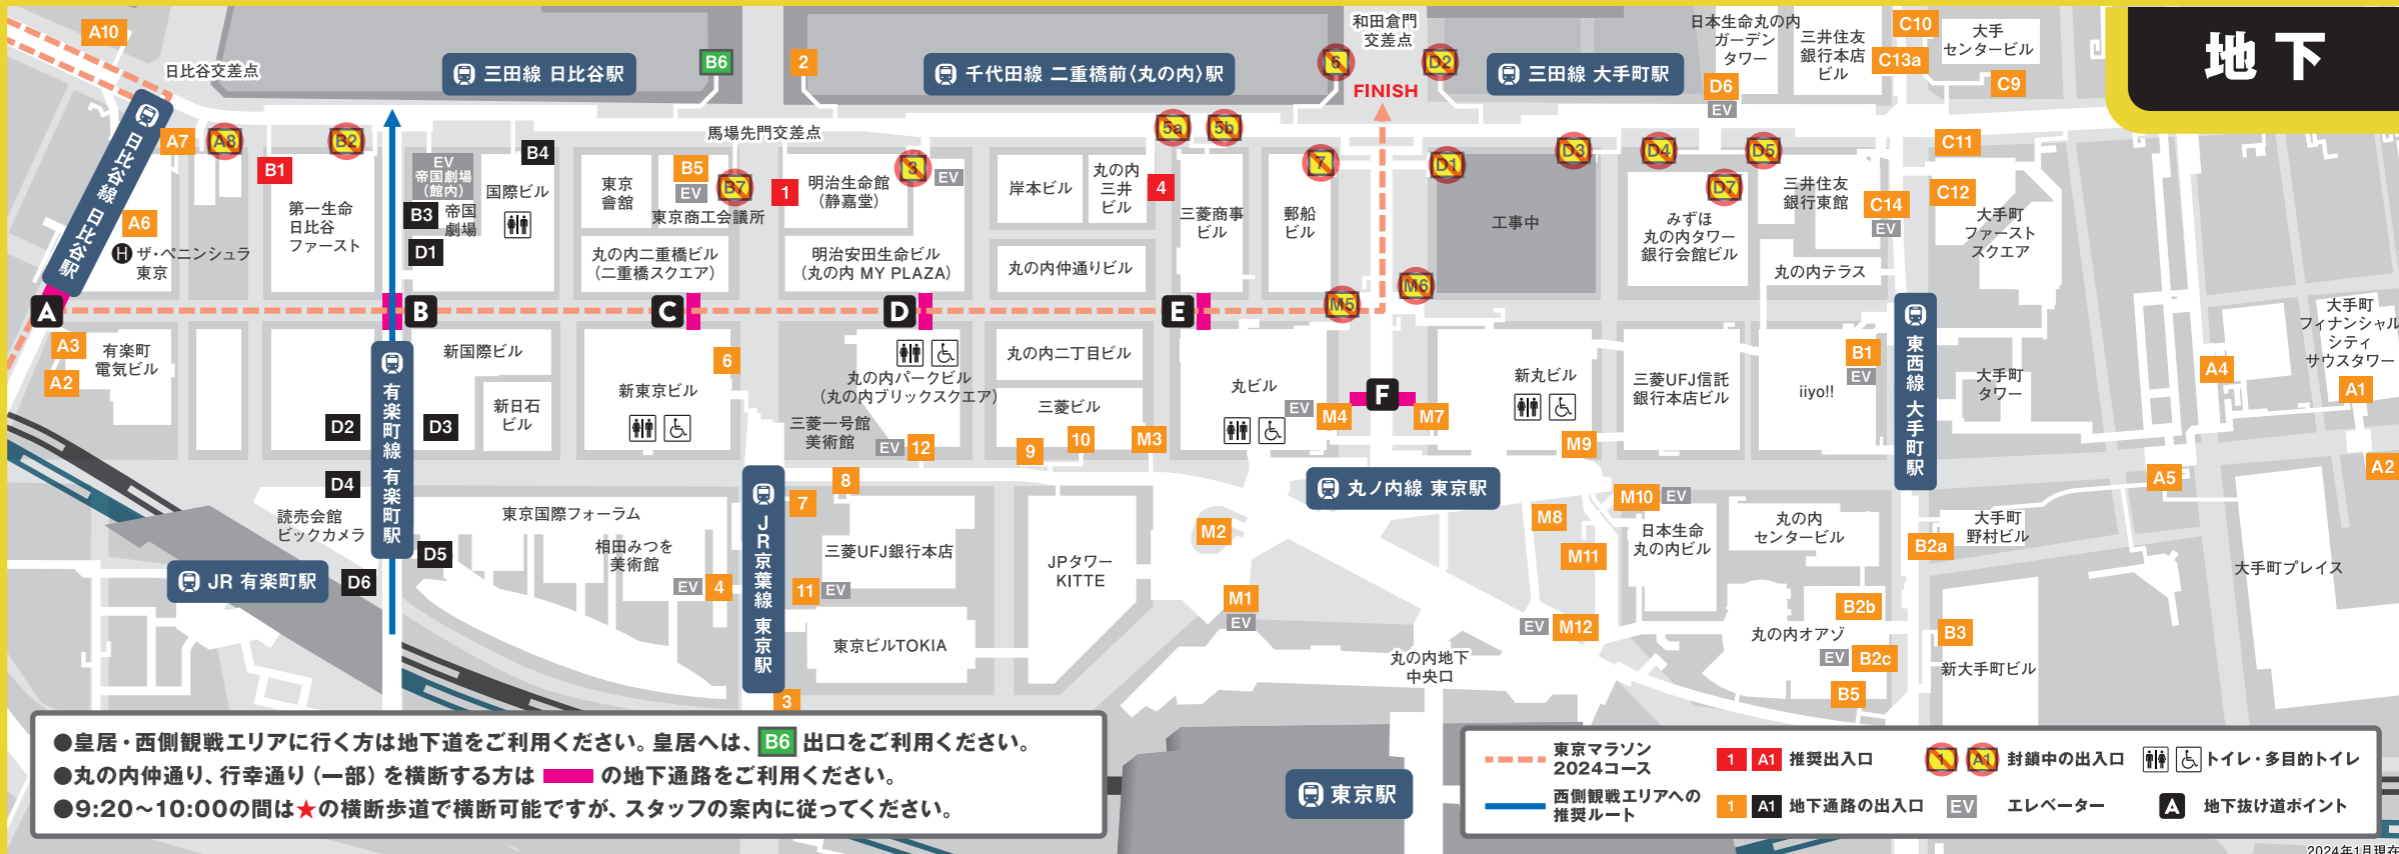 地下
A10
日比谷交差点
三田線 日比谷駅
B6
2
千代田線 二重橋前〈丸の内〉駅
6
和田倉門
交差点
FINISH
D2
三田線 大手町駅
日本生命丸の内
ガーデン
タワー
D6
EV
三井住友
銀行本店
ビル
C10
C13a
大手
センタービル
C9
日比谷線 日比谷駅
A7
A8
B1
B2
EV
帝国劇場
(館内)
B3
帝国
劇場
D1
国際ビル
B4
第一生命
日比谷
ファースト
A6
H
ザ・ペニンシュラ
東京
馬場先門交差点
東京
會館
B5
EV
B7
東京商工会議所
丸の内二重橋ビル
(二重橋スクエア)
1
明治生命館
(静嘉堂)
3
EV
明治安田生命ビル
(丸の内 MY PLAZA)
岸本ビル
丸の内
三井
ビル
5a
5b
4
三菱商事
ビル
郵船
ビル
7
丸の内仲通りビル
D1
D3
D4
D5
D7
工事中
みずほ
丸の内タワー
銀行会館ビル
三井住友
銀行東館
丸の内テラス
C14
EV
C11
C12
大手町
ファースト
スクエア
A
B
C
D
E
M5
M6
A3
A2
有楽町
電気ビル
有楽町線 有楽町駅
新国際ビル
新日石
ビル
D2
D3
D4
D5
D6
読売会館
ビックカメラ
JR 有楽町駅
新東京ビル
6
東京国際フォーラム
相田みつを
美術館
EV
4
JR京葉線 東京駅
7
8
11
EV
3
丸の内パークビル
(丸の内ブリックスクエア)
三菱一号館
美術館
EV
12
丸の内二丁目ビル
三菱ビル
9
10
M3
三菱UFJ銀行本店
東京ビルTOKIA
JPタワー
KITTE
丸ビル
EV
M4
F
M7
新丸ビル
M9
丸ノ内線 東京駅
M2
M1
EV
M8
M10
EV
M11
EV
M12
日本生命
丸の内ビル
三菱UFJ信託
銀行本店ビル
iiyo!!
B1
EV
東西線 大手町駅
大手町
タワー
大手町
フィナンシャル
シティ
サウスタワー
A4
A1
A2
A5
丸の内
センタービル
B2a
大手町
野村ビル
大手町プレイス
丸の内オアゾ
B2b
EV
B2c
B5
B3
新大手町ビル
丸の内地下
中央口
東京駅
●皇居・西側観戦エリアに行く方は地下道をご利用ください。皇居へは、B6 出口をご利用ください。
●丸の内仲通り、行幸通り(一部)を横断する方は の地下通路をご利用ください。
●9:20～10:00の間は★の横断歩道で横断可能ですが、スタッフの案内に従ってください。
東京マラソン
2024コース
西側観戦エリアへの
推奨ルート
1 A1 推奨出入口
1 A1 地下通路の出入口
1 A1 封鎖中の出入口
EV エレベーター
トイレ・多目的トイレ
A 地下抜け道ポイント
2024年1月現在